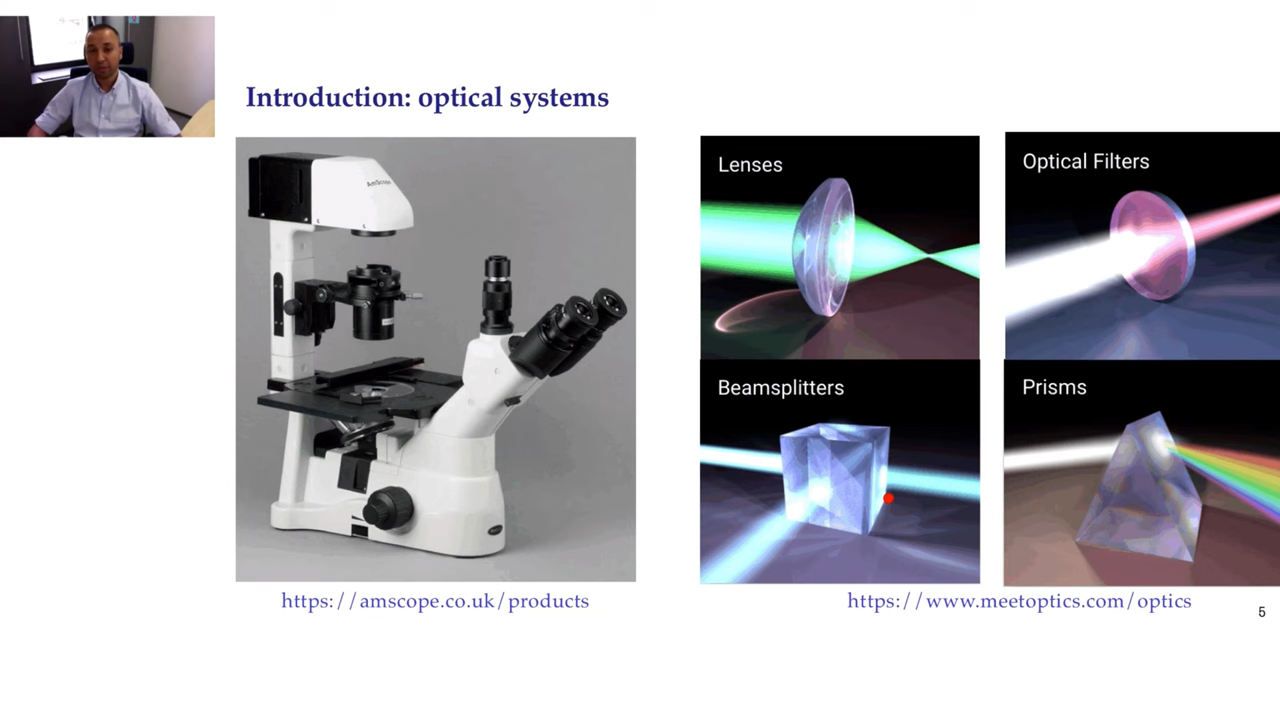 Introduction: optical systems
AmScope
Lenses
Optical Filters
Beamsplitters
Prisms
https://amscope.co.uk/products
https://www.meetoptics.com/optics
5